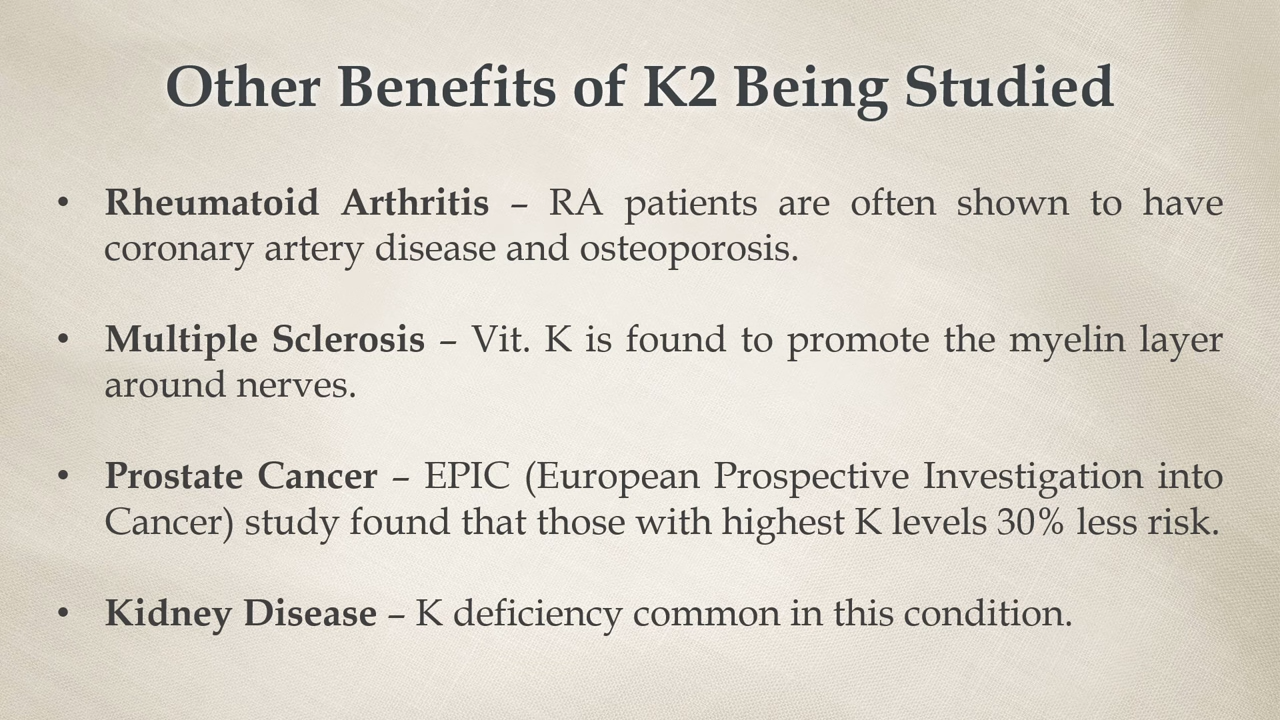 Other Benefits of K2 Being Studied
• Rheumatoid Arthritis – RA patients are often shown to have
coronary artery disease and osteoporosis.
• Multiple Sclerosis – Vit. K is found to promote the myelin layer
around nerves.
• Prostate Cancer – EPIC (European Prospective Investigation into
Cancer) study found that those with highest K levels 30% less risk.
• Kidney Disease – K deficiency common in this condition.